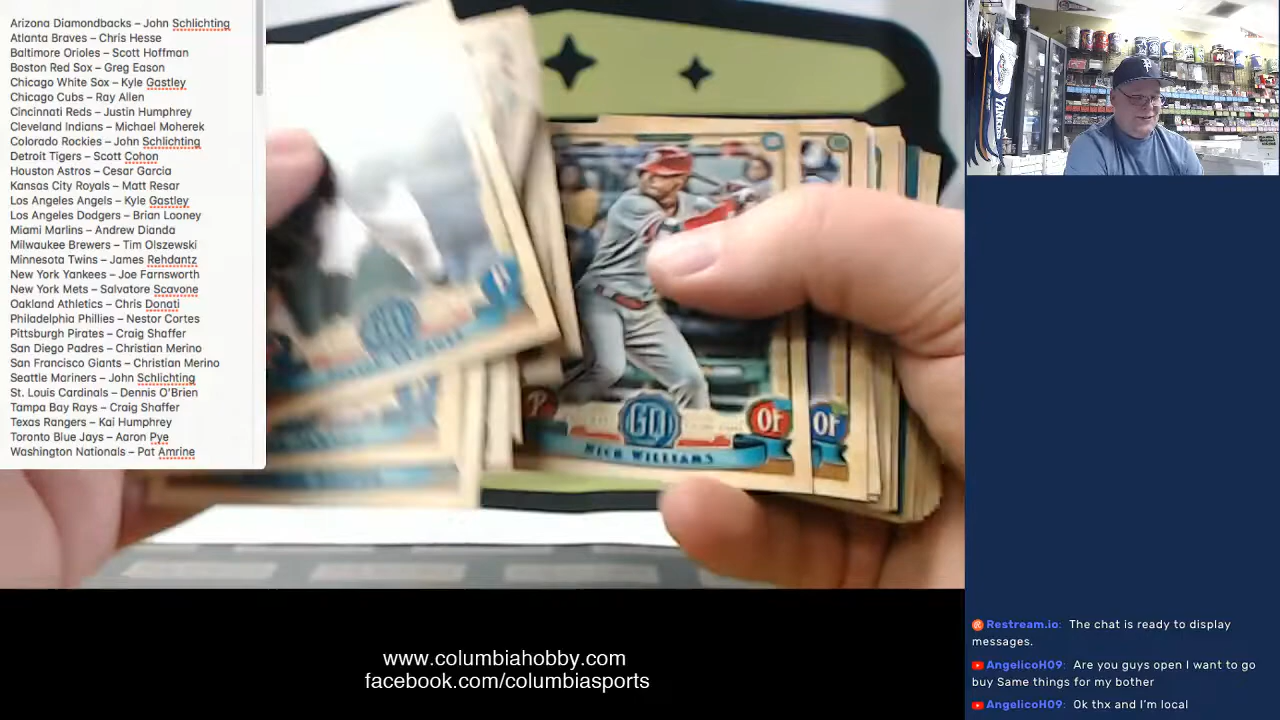 Arizona Diamondbacks – John Schlichting
Atlanta Braves – Chris Hesse
Baltimore Orioles – Scott Hoffman
Boston Red Sox – Greg Eason
Chicago White Sox – Kyle Gastley
Chicago Cubs – Ray Allen
Cincinnati Reds – Justin Humphrey
Cleveland Indians – Michael Moherek
Colorado Rockies – John Schlichting
Detroit Tigers – Scott Cohon
Houston Astros – Cesar Garcia
Kansas City Royals – Matt Resar
Los Angeles Angels – Kyle Gastley
Los Angeles Dodgers – Brian Looney
Miami Marlins – Andrew Dianda
Milwaukee Brewers – Tim Olszewski
Minnesota Twins – James Rehdantz
New York Yankees – Joe Farnsworth
New York Mets – Salvatore Scavone
Oakland Athletics – Chris Donati
Philadelphia Phillies – Nestor Cortes
Pittsburgh Pirates – Craig Shaffer
San Diego Padres – Christian Merino
San Francisco Giants – Christian Merino
Seattle Mariners – John Schlichting
St. Louis Cardinals – Dennis O'Brien
Tampa Bay Rays – Craig Shaffer
Texas Rangers – Kai Humphrey
Toronto Blue Jays – Aaron Pye
Washington Nationals – Pat Amrine
P
GQ
OF
OF
NICK WILLIAMS
www.columbiahobby.com
facebook.com/columbiasports
Restream.io: The chat is ready to display
messages.
AngelicoH09: Are you guys open I want to go
buy Same things for my bother
AngelicoH09: Ok thx and I'm local